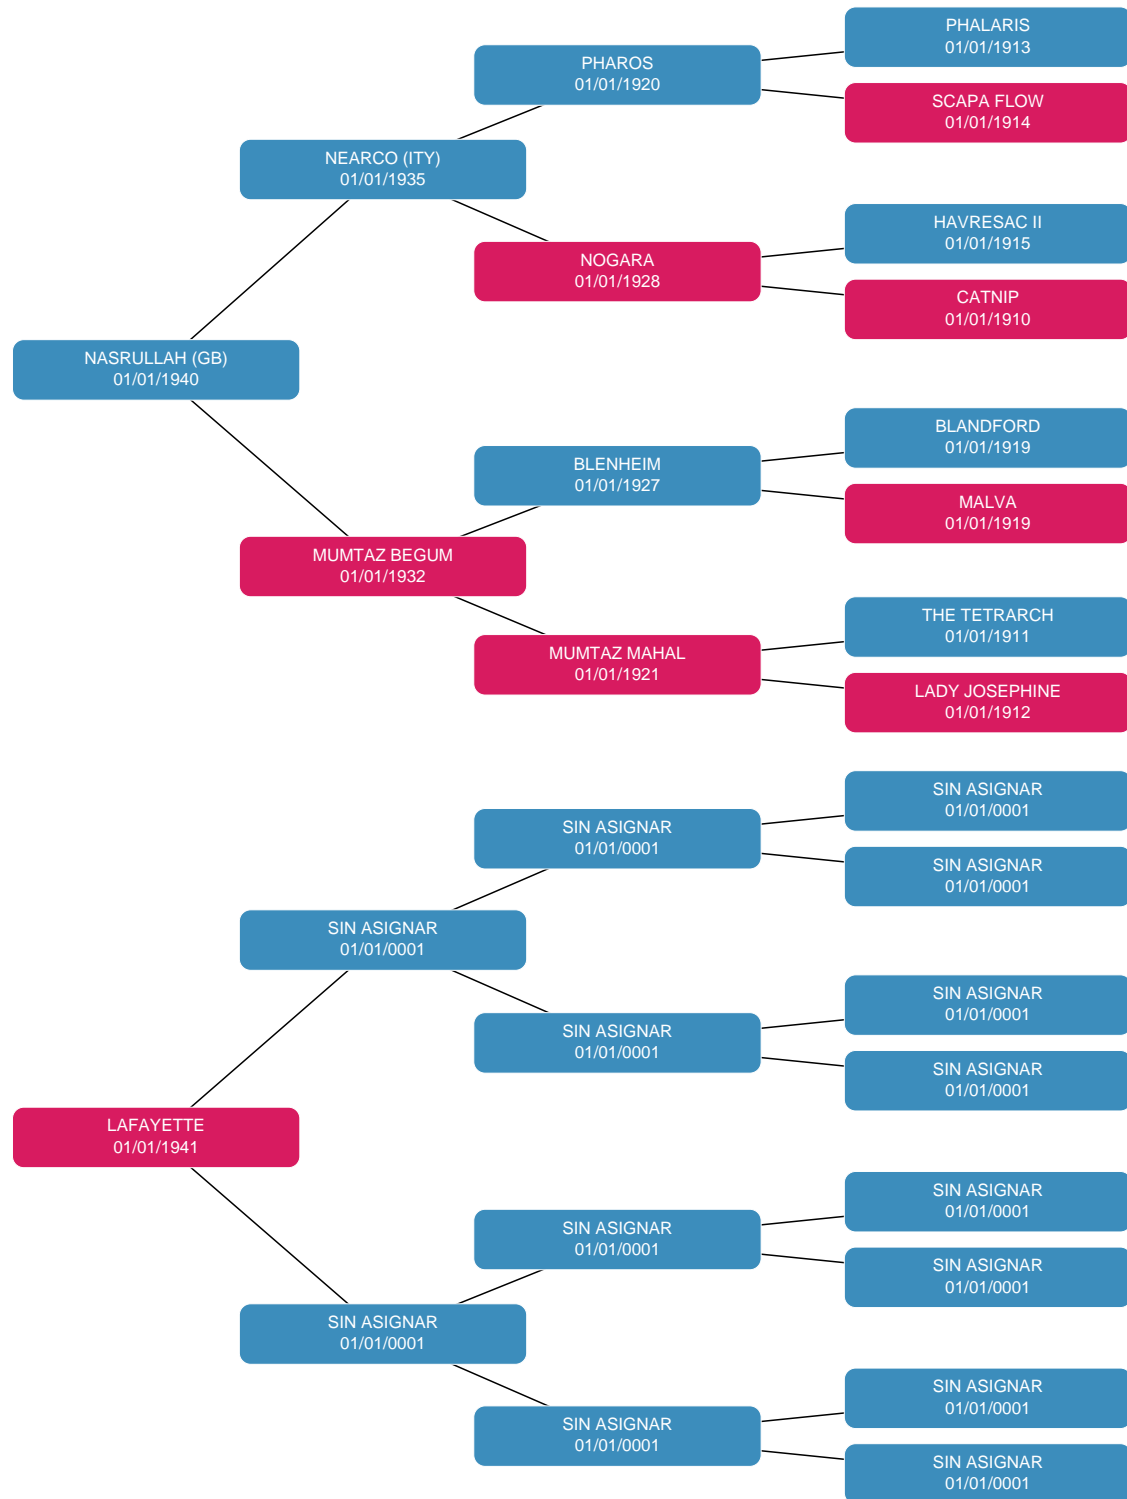 PHALARIS
01/01/1913
PHAROS
01/01/1920
SCAPA FLOW
01/01/1914
NEARCO (ITY)
01/01/1935
HAVRESAC II
01/01/1915
NOGARA
01/01/1928
CATNIP
01/01/1910
NASRULLAH (GB)
01/01/1940
BLANDFORD
01/01/1919
BLENHEIM
01/01/1927
MALVA
01/01/1919
MUMTAZ BEGUM
01/01/1932
THE TETRARCH
01/01/1911
MUMTAZ MAHAL
01/01/1921
LADY JOSEPHINE
01/01/1912
SIN ASIGNAR
01/01/0001
SIN ASIGNAR
01/01/0001
SIN ASIGNAR
01/01/0001
SIN ASIGNAR
01/01/0001
SIN ASIGNAR
01/01/0001
SIN ASIGNAR
01/01/0001
SIN ASIGNAR
01/01/0001
LAFAYETTE
01/01/1941
SIN ASIGNAR
01/01/0001
SIN ASIGNAR
01/01/0001
SIN ASIGNAR
01/01/0001
SIN ASIGNAR
01/01/0001
SIN ASIGNAR
01/01/0001
SIN ASIGNAR
01/01/0001
SIN ASIGNAR
01/01/0001